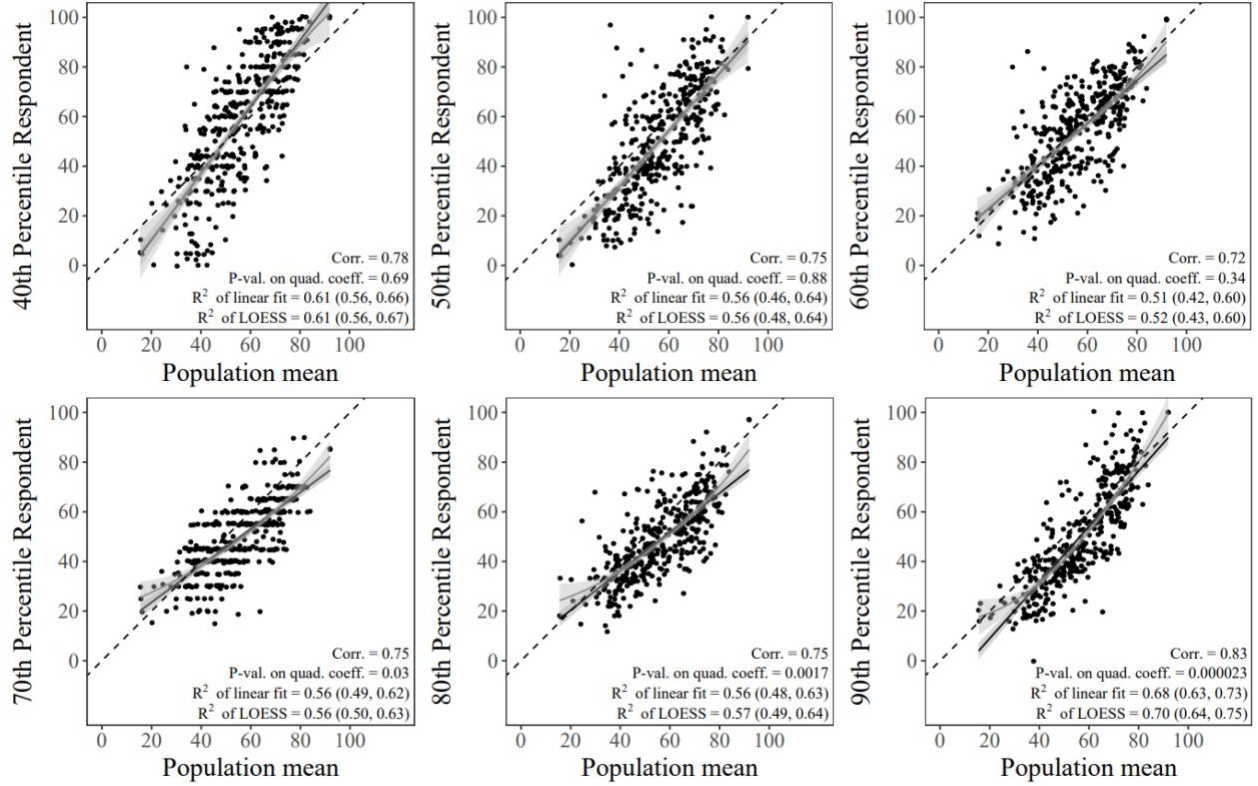 40th Percentile Respondent
100
80
60
40
20
0
Corr. = 0.78
P-val. on quad. coeff. = 0.69
R² of linear fit = 0.61 (0.56, 0.66)
R² of LOESS = 0.61 (0.56, 0.67)
0 20 40 60 80 100
Population mean
50th Percentile Respondent
100
80
60
40
20
0
Corr. = 0.75
P-val. on quad. coeff. = 0.88
R² of linear fit = 0.56 (0.46, 0.64)
R² of LOESS = 0.56 (0.48, 0.64)
0 20 40 60 80 100
Population mean
60th Percentile Respondent
100
80
60
40
20
0
Corr. = 0.72
P-val. on quad. coeff. = 0.34
R² of linear fit = 0.51 (0.42, 0.60)
R² of LOESS = 0.52 (0.43, 0.60)
0 20 40 60 80 100
Population mean
70th Percentile Respondent
100
80
60
40
20
0
Corr. = 0.75
P-val. on quad. coeff. = 0.03
R² of linear fit = 0.56 (0.49, 0.62)
R² of LOESS = 0.56 (0.50, 0.63)
0 20 40 60 80 100
Population mean
80th Percentile Respondent
100
80
60
40
20
0
Corr. = 0.75
P-val. on quad. coeff. = 0.0017
R² of linear fit = 0.56 (0.48, 0.63)
R² of LOESS = 0.57 (0.49, 0.64)
0 20 40 60 80 100
Population mean
90th Percentile Respondent
100
80
60
40
20
0
Corr. = 0.83
P-val. on quad. coeff. = 0.000023
R² of linear fit = 0.68 (0.63, 0.73)
R² of LOESS = 0.70 (0.64, 0.75)
0 20 40 60 80 100
Population mean